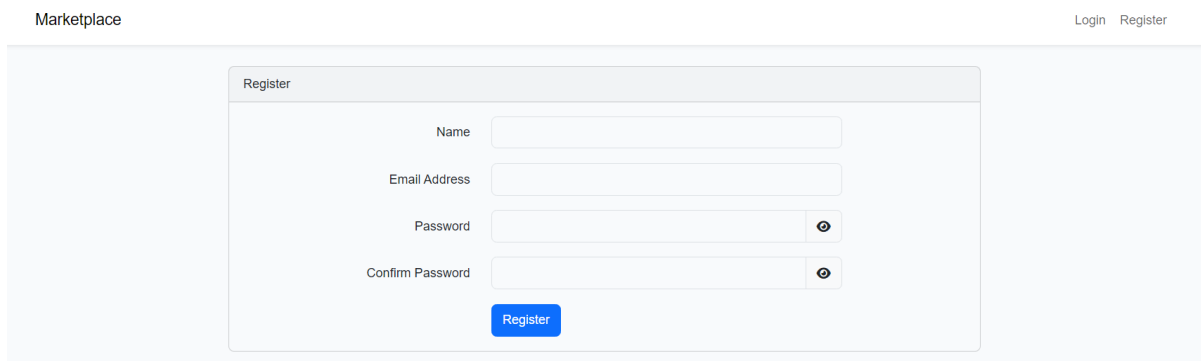 Marketplace
Login Register
Register
Name
Email Address
Password
Confirm Password
Register